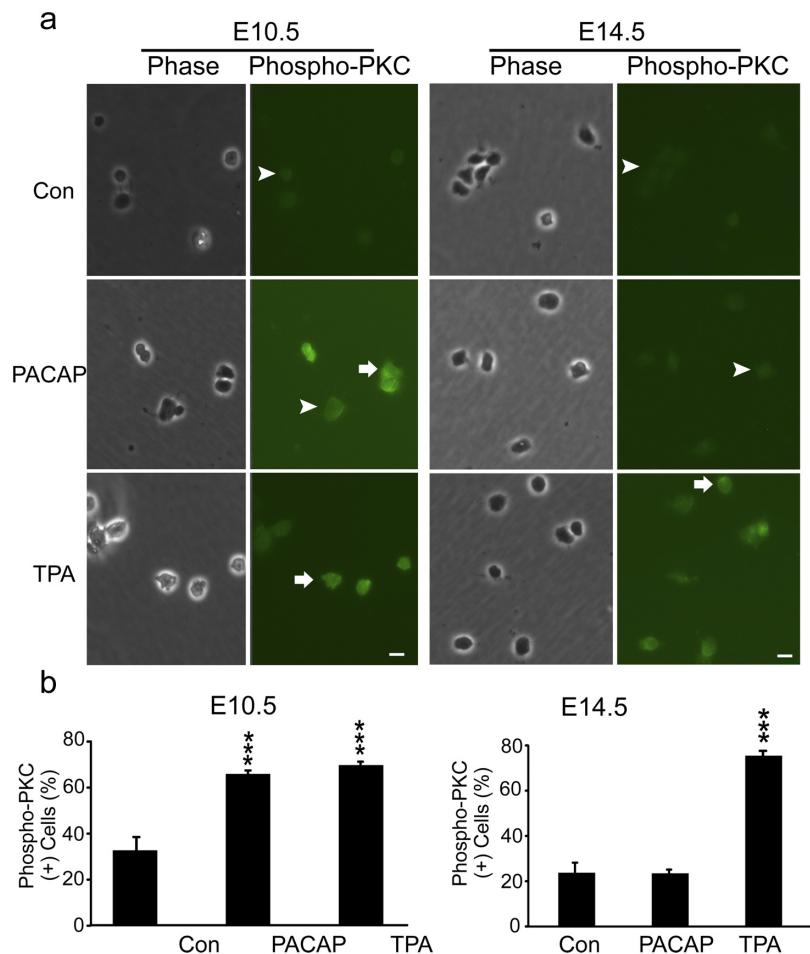 a
E10.5 E14.5
Phase Phospho-PKC Phase Phospho-PKC
Con
PACAP
TPA
b
E10.5 E14.5
Phospho-PKC
(+) Cells (%)
80
60
40
20
0
***
***
Con PACAP TPA
Phospho-PKC
(+) Cells (%)
80
60
40
20
0
***
Con PACAP TPA